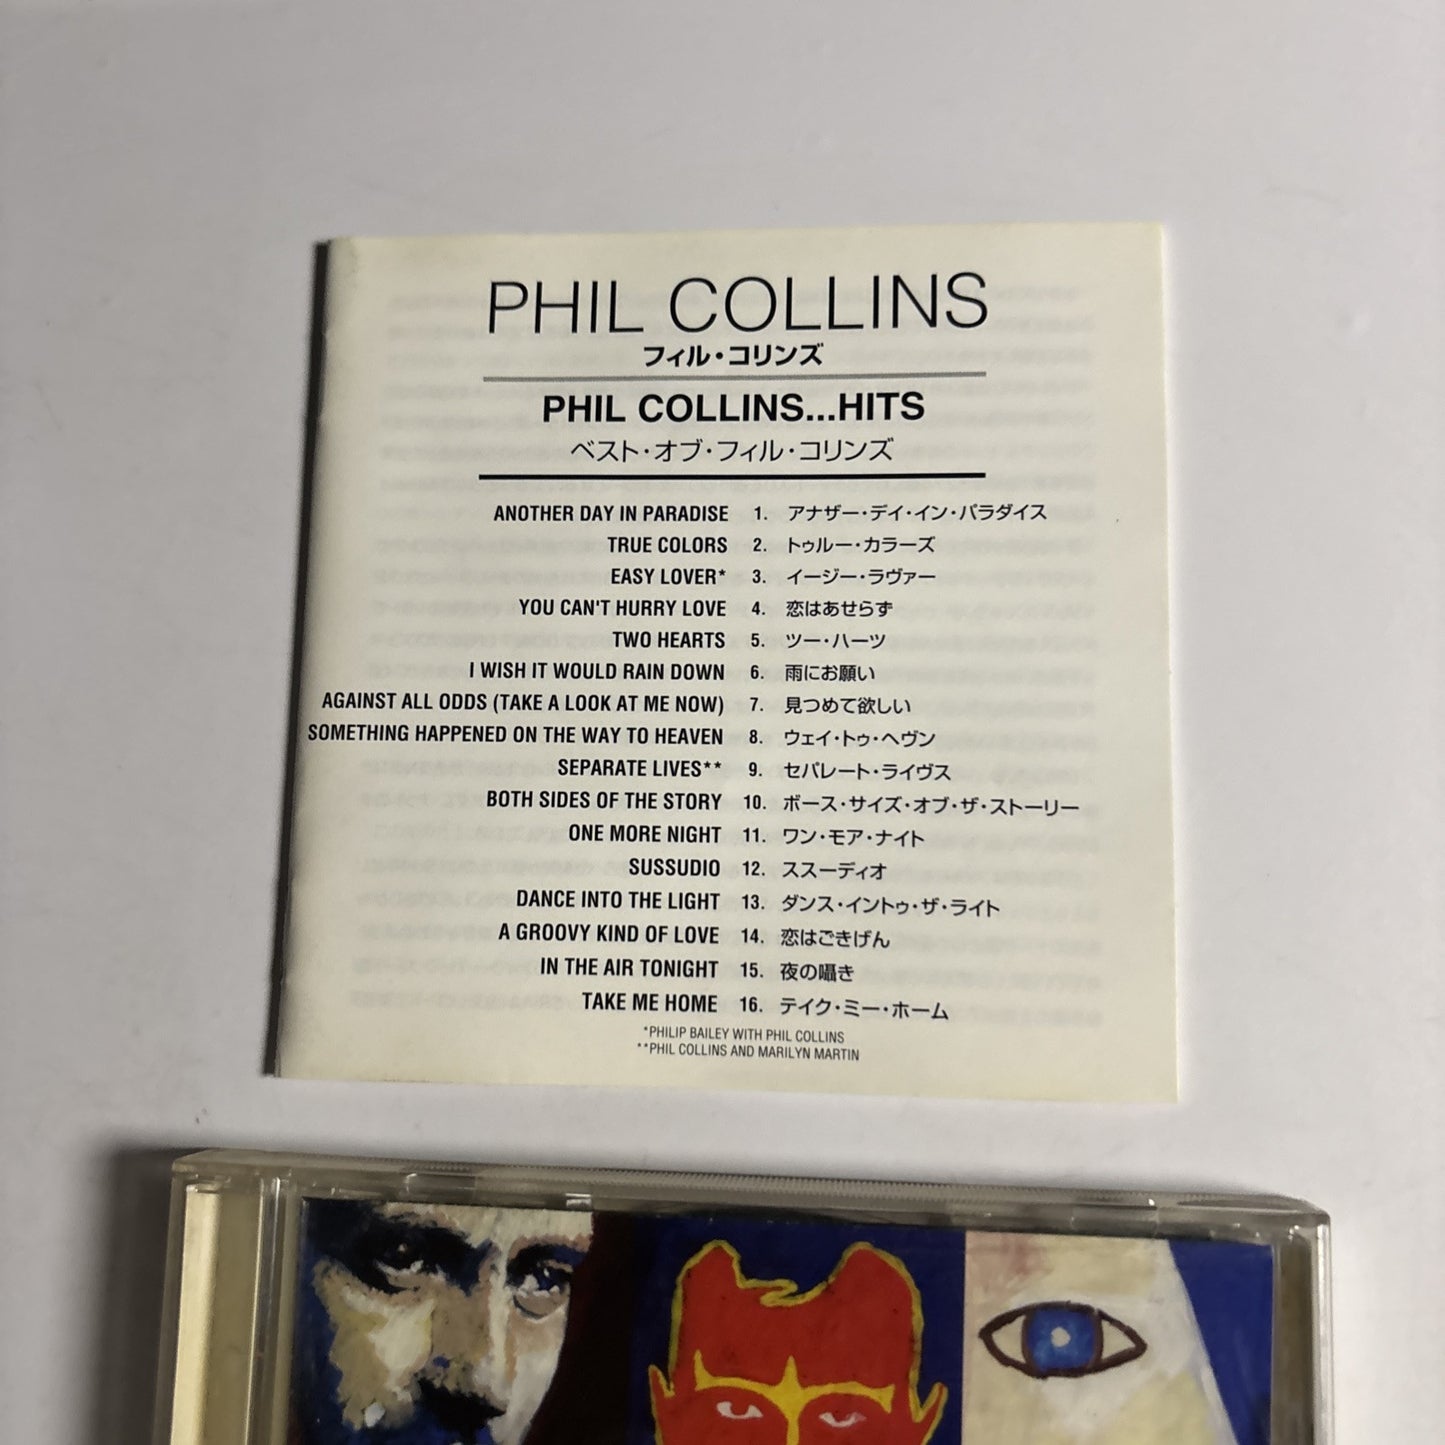 PHIL COLLINS
フィル・コリンズ
PHIL COLLINS...HITS
ベスト・オブ・フィル・コリンズ
ANOTHER DAY IN PARADISE 1. アナザー・デイ・イン・パラダイス
TRUE COLORS 2. トゥルー・カラーズ
EASY LOVER* 3. イージー・ラヴァー
YOU CAN'T HURRY LOVE 4. 恋はあせらず
TWO HEARTS 5. ツー・ハーツ
I WISH IT WOULD RAIN DOWN 6. 雨にお願い
AGAINST ALL ODDS (TAKE A LOOK AT ME NOW) 7. 見つめて欲しい
SOMETHING HAPPENED ON THE WAY TO HEAVEN 8. ウェイ・トゥ・ヘヴン
SEPARATE LIVES** 9. セパレート・ライヴス
BOTH SIDES OF THE STORY 10. ボース・サイズ・オブ・ザ・ストーリー
ONE MORE NIGHT 11. ワン・モア・ナイト
SUSSUDIO 12. ススーディオ
DANCE INTO THE LIGHT 13. ダンス・イントゥ・ザ・ライト
A GROOVY KIND OF LOVE 14. 恋はごきげん
IN THE AIR TONIGHT 15. 夜の囁き
TAKE ME HOME 16. テイク・ミー・ホーム
*PHILIP BAILEY WITH PHIL COLLINS
**PHIL COLLINS AND MARILYN MARTIN